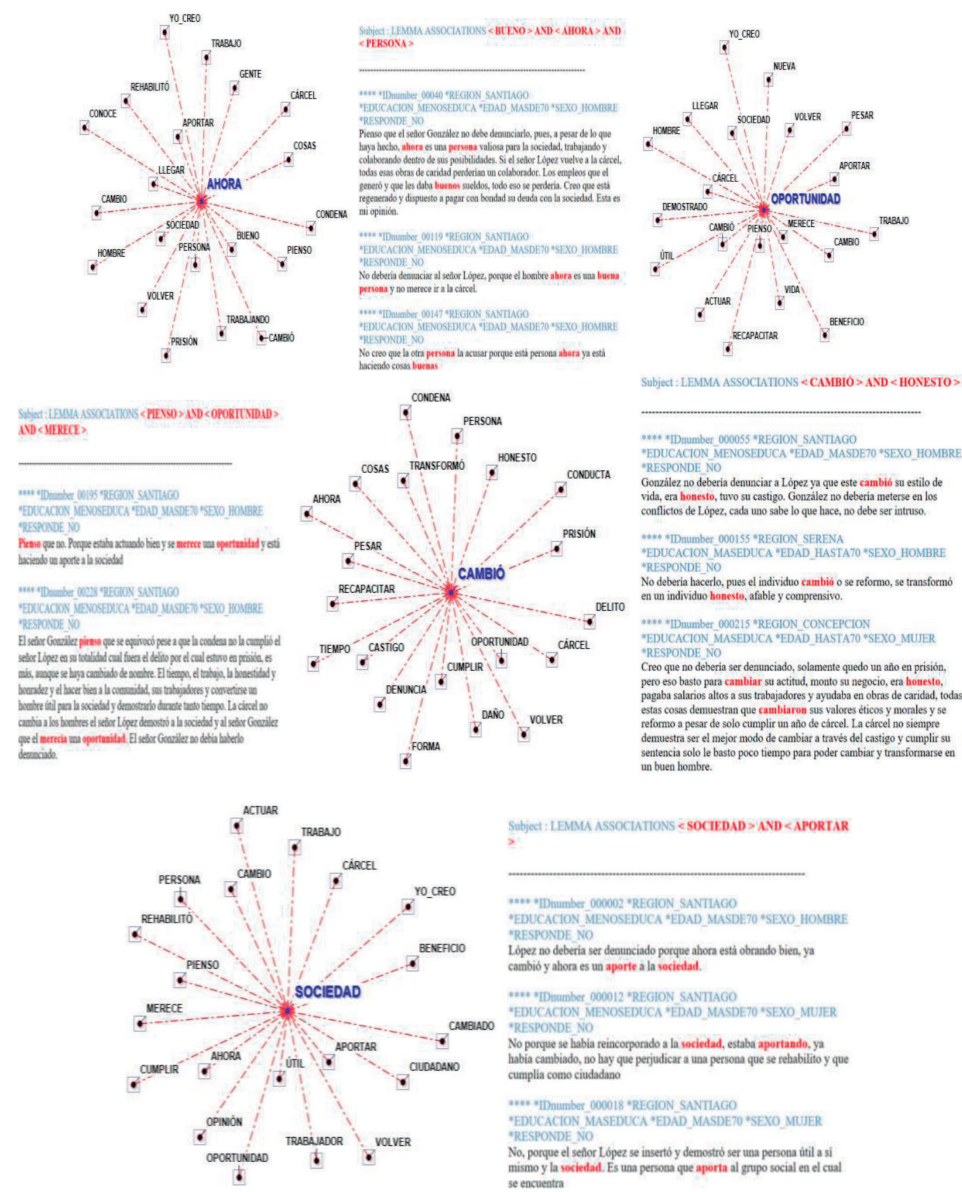 YO_CREO
TRABAJO
GENTE
REHABILITÓ
CÁRCEL
CONOCE
APORTAR
COSAS
LLEGAR
AHORA
CAMBIO
CONDENA
SOCIEDAD
BUENO
HOMBRE
PERSONA
PIENSO
VOLVER
TRABAJANDO
CAMBIÓ
PRISIÓN
Subject : LEMMA ASSOCIATIONS < BUENO > AND < AHORA > AND
< PERSONA >
--------------------------------------------------------------------------------
**** *IDnumber_00040 *REGION_SANTIAGO
*EDUCACION_MENOSEDUCA *EDAD_MASDE70 *SEXO_HOMBRE
*RESPONDE_NO
Pienso que el señor González no debe denunciarlo, pues, a pesar de lo que
haya hecho, ahora es una persona valiosa para la sociedad, trabajando y
colaborando dentro de sus posibilidades. Si el señor López vuelve a la cárcel,
todas esas obras de caridad perderían un colaborador. Los empleos que el
generó y que les daba buenos sueldos, todo eso se perdería. Creo que está
regenerado y dispuesto a pagar con bondad su deuda con la sociedad. Esta es
mi opinión.
**** *IDnumber_00119 *REGION_SANTIAGO
*EDUCACION_MENOSEDUCA *EDAD_MASDE70 *SEXO_HOMBRE
*RESPONDE_NO
No debería denunciar al señor López, porque el hombre ahora es una buena
persona y no merece ir a la cárcel.
**** *IDnumber_00147 *REGION_SANTIAGO
*EDUCACION_MENOSEDUCA *EDAD_MASDE70 *SEXO_HOMBRE
*RESPONDE_NO
No creo que la otra persona la acusar porque está persona ahora ya está
haciendo cosas buenas
YO_CREO
NUEVA
LLEGAR
SOCIEDAD
VOLVER
PESAR
HOMBRE
APORTAR
CÁRCEL
OPORTUNIDAD
DEMOSTRADO
TRABAJO
CAMBIÓ
PIENSO
MERECE
CAMBIO
ÚTIL
VIDA
ACTUAR
BENEFICIO
RECAPACITAR
Subject : LEMMA ASSOCIATIONS < PIENSO > AND < OPORTUNIDAD >
AND < MERECE >
--------------------------------------------------------------------------------
**** *IDnumber_00195 *REGION_SANTIAGO
*EDUCACION_MENOSEDUCA *EDAD_MASDE70 *SEXO_HOMBRE
*RESPONDE_NO
Pienso que no. Porque estaba actuando bien y se merece una oportunidad y está
haciendo un aporte a la sociedad
**** *IDnumber_00228 *REGION_SANTIAGO
*EDUCACION_MENOSEDUCA *EDAD_MASDE70 *SEXO_HOMBRE
*RESPONDE_NO
El señor González pienso que se equivocó pese a que la condena no la cumplió el
señor López en su totalidad cual fuera el delito por el cual estuvo en prisión, es
más, aunque se haya cambiado de nombre. El tiempo, el trabajo, la honestidad y
honradez y el hacer bien a la comunidad, sus trabajadores y convertirse un
hombre útil para la sociedad y demostrarlo durante tanto tiempo. La cárcel no
cambia a los hombres el señor López demostró a la sociedad y al señor González
que el merecía una oportunidad. El señor González no debía haberlo
denunciado.
CONDENA
PERSONA
COSAS
TRANSFORMÓ
HONESTO
CONDUCTA
AHORA
PESAR
PRISIÓN
CAMBIÓ
RECAPACITAR
DELITO
TIEMPO
CASTIGO
OPORTUNIDAD
CÁRCEL
CUMPLIR
DENUNCIA
DAÑO
VOLVER
FORMA
Subject : LEMMA ASSOCIATIONS < CAMBIÓ > AND < HONESTO >
--------------------------------------------------------------------------------
**** *IDnumber_000055 *REGION_SANTIAGO
*EDUCACION_MENOSEDUCA *EDAD_MASDE70 *SEXO_HOMBRE
*RESPONDE_NO
González no debería denunciar a López ya que este cambió su estilo de
vida, era honesto, tuvo su castigo. González no debería meterse en los
conflictos de López, cada uno sabe lo que hace, no debe ser intruso.
**** *IDnumber_000155 *REGION_SERENA
*EDUCACION_MASEDUCA *EDAD_HASTA70 *SEXO_HOMBRE
*RESPONDE_NO
No debería hacerlo, pues el individuo cambió o se reformo, se transformó
en un individuo honesto, afable y comprensivo.
**** *IDnumber_000215 *REGION_CONCEPCION
*EDUCACION_MASEDUCA *EDAD_HASTA70 *SEXO_MUJER
*RESPONDE_NO
Creo que no debería ser denunciado, solamente quedo un año en prisión,
pero eso basto para cambiar su actitud, monto su negocio, era honesto,
pagaba salarios altos a sus trabajadores y ayudaba en obras de caridad, todas
estas cosas demuestran que cambiaron sus valores éticos y morales y se
reformo a pesar de solo cumplir un año de cárcel. La cárcel no siempre
demuestra ser el mejor modo de cambiar a través del castigo y cumplir su
sentencia solo le basto poco tiempo para poder cambiar y transformarse en
un buen hombre.
ACTUAR
TRABAJO
PERSONA
CAMBIO
CÁRCEL
YO_CREO
REHABILITÓ
BENEFICIO
PIENSO
SOCIEDAD
MERECE
CAMBIADO
AHORA
APORTAR
CUMPLIR
ÚTIL
CIUDADANO
OPINIÓN
TRABAJADOR
VOLVER
OPORTUNIDAD
Subject : LEMMA ASSOCIATIONS < SOCIEDAD > AND < APORTAR
>
--------------------------------------------------------------------------------
**** *IDnumber_000002 *REGION_SANTIAGO
*EDUCACION_MENOSEDUCA *EDAD_MASDE70 *SEXO_HOMBRE
*RESPONDE_NO
López no debería ser denunciado porque ahora está obrando bien, ya
cambió y ahora es un aporte a la sociedad.
**** *IDnumber_000012 *REGION_SANTIAGO
*EDUCACION_MENOSEDUCA *EDAD_MASDE70 *SEXO_MUJER
*RESPONDE_NO
No porque se había reincorporado a la sociedad, estaba aportando, ya
había cambiado, no hay que perjudicar a una persona que se rehabilito y que
cumplía como ciudadano
**** *IDnumber_000018 *REGION_SANTIAGO
*EDUCACION_MASEDUCA *EDAD_MASDE70 *SEXO_MUJER
*RESPONDE_NO
No, porque el señor López se insertó y demostró ser una persona útil a sí
mismo y la sociedad. Es una persona que aporta al grupo social en el cual
se encuentra